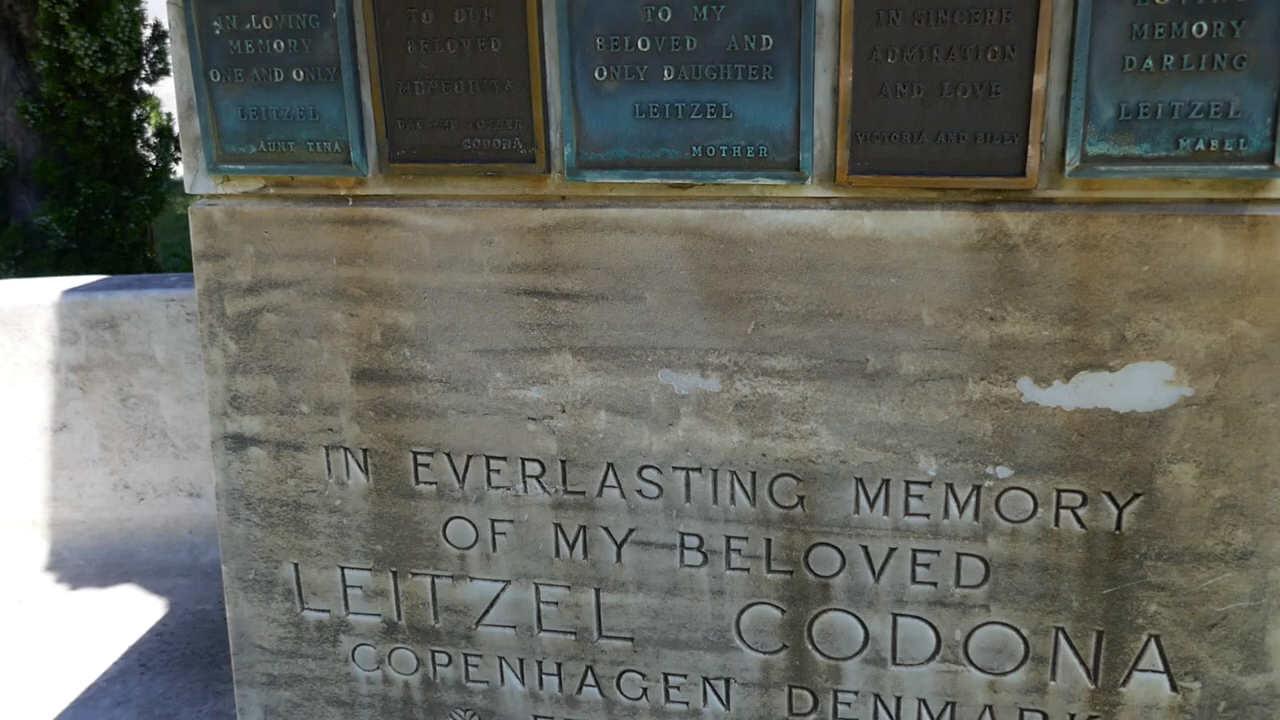 IN LOVING
MEMORY
ONE AND ONLY
LEITZEL
AUNT TINA
TO OUR
BELOVED
CODONA
TO MY
BELOVED AND
ONLY DAUGHTER
LEITZEL
MOTHER
IN SINCERE
ADMIRATION
AND LOVE
VICTORIA AND BILLY
MEMORY
DARLING
LEITZEL
MABEL
IN EVERLASTING MEMORY
OF MY BELOVED
LEITZEL CODONA
COPENHAGEN DENMARK